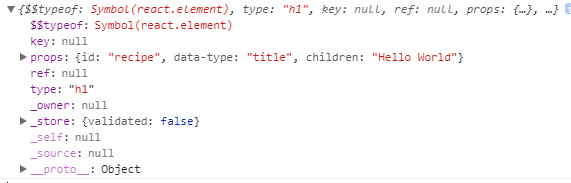 ▼ {$$typeof: Symbol(react.element), type: "h1", key: null, ref: null, props: {…}, …} i
$$typeof: Symbol(react.element)
key: null
▶ props: {id: "recipe", data-type: "title", children: "Hello World"}
ref: null
type: "h1"
_owner: null
▶ _store: {validated: false}
_self: null
_source: null
▶ __proto__: Object